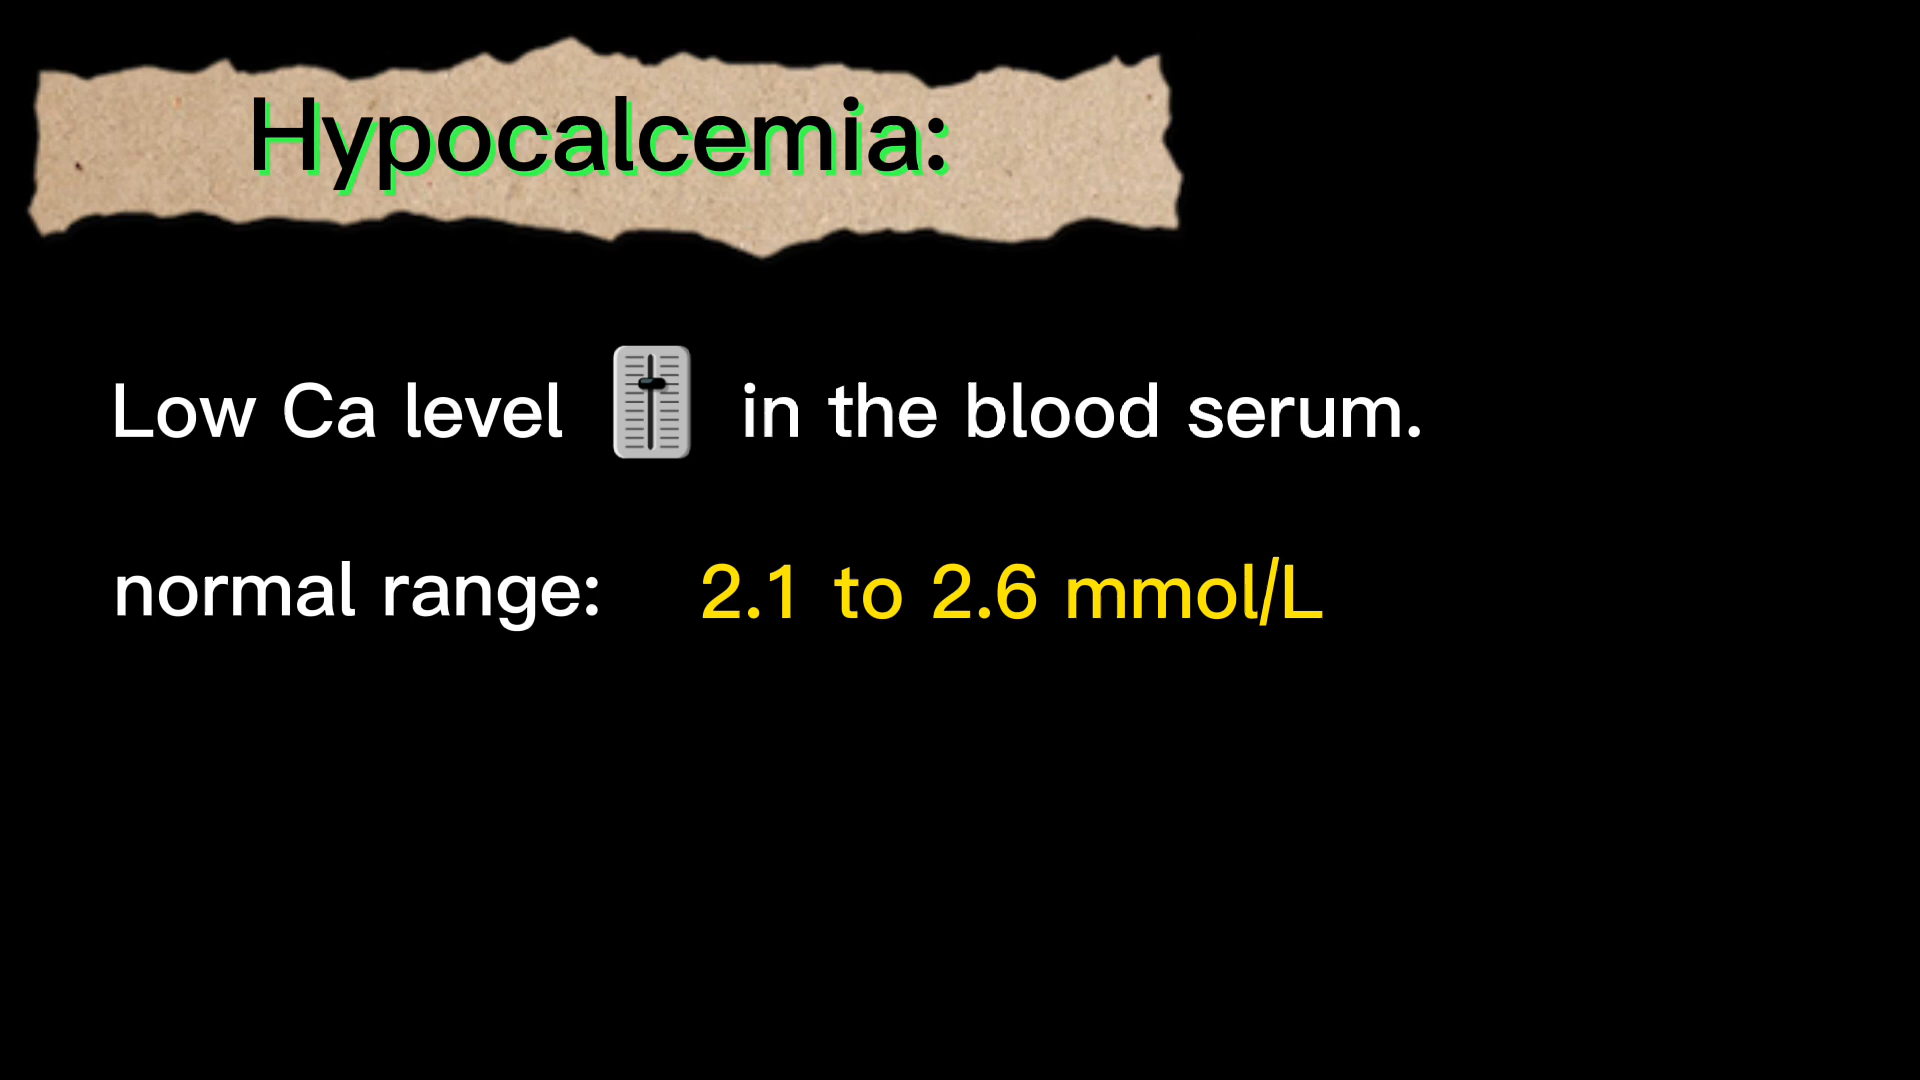 Hypocalcemia:
Low Ca level in the blood serum.
normal range: 2.1 to 2.6 mmol/L